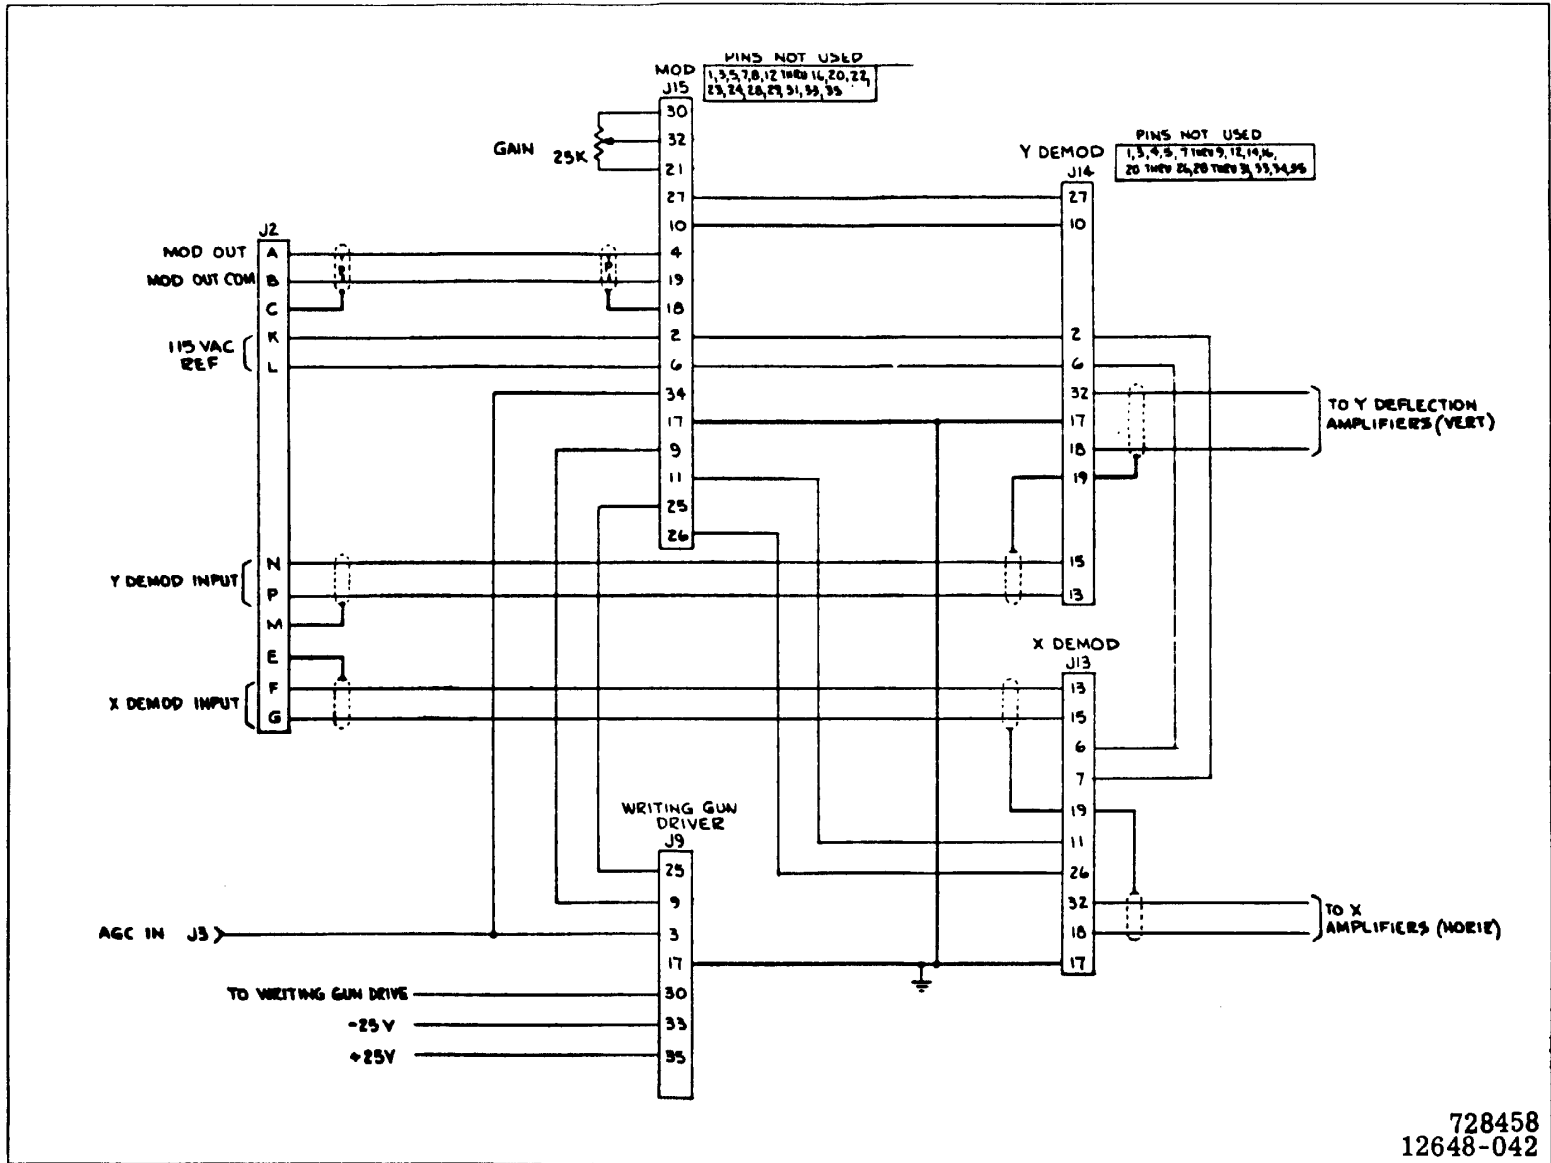 PINS NOT USED
MOD
J15
1,3,5,7,8,12 THRU 16,20,22,
23,24,28,29,31,33,35
30
32
21
27
10
4
19
18
2
6
34
17
9
11
25
26
GAIN
25K
PINS NOT USED
1,3,4,5, 7 THRU 9, 12,14,16,
20 THRU 26,28 THRU 31,33,34,35
Y DEMOD
J14
27
10
2
6
32
17
18
19
15
13
J2
MOD OUT A
MOD OUT COM B
C
115 VAC
REF
K
L
P
P
TO Y DEFLECTION
AMPLIFIERS (VERT)
Y DEMOD INPUT
N
P
M
E
X DEMOD INPUT
F
G
X DEMOD
J13
13
15
6
7
19
11
26
32
18
17
WRITING GUN
DRIVER
J9
25
9
3
17
30
33
35
AGC IN J3
TO WRITING GUN DRIVE
-25V
+25V
TO X
AMPLIFIERS (HORIZ)
728458
12648-042